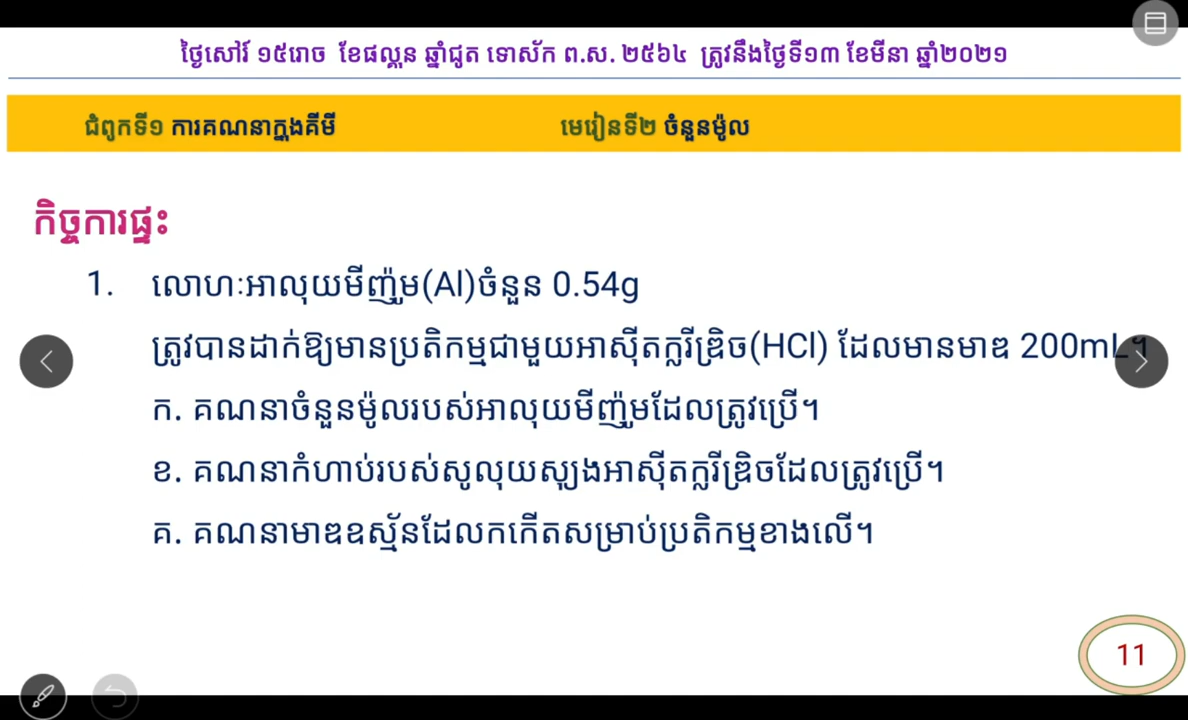 ថ្ងៃសៅរ៍ ១៥រោច ខែផល្គុន ឆ្នាំជូត ទោស័ក ព.ស. ២៥៦៤ ត្រូវនឹងថ្ងៃទី១៣ ខែមីនា ឆ្នាំ២០២១
ជំពូកទី១ ការគណនាក្នុងគីមី មេរៀនទី២ ចំនួនម៉ូល
កិច្ចការផ្ទះ
1. លោហៈអាលុយមីញ៉ូម(Al)ចំនួន 0.54g
ត្រូវបានដាក់ឱ្យមានប្រតិកម្មជាមួយអាស៊ីតក្លរីឌ្រិច(HCl) ដែលមានមាឌ 200mL។
ក. គណនាចំនួនម៉ូលរបស់អាលុយមីញ៉ូមដែលត្រូវប្រើ។
ខ. គណនាកំហាប់របស់សូលុយស្យុងអាស៊ីតក្លរីឌ្រិចដែលត្រូវប្រើ។
គ. គណនាមាឌឧស្ម័នដែលកកើតសម្រាប់ប្រតិកម្មខាងលើ។
11